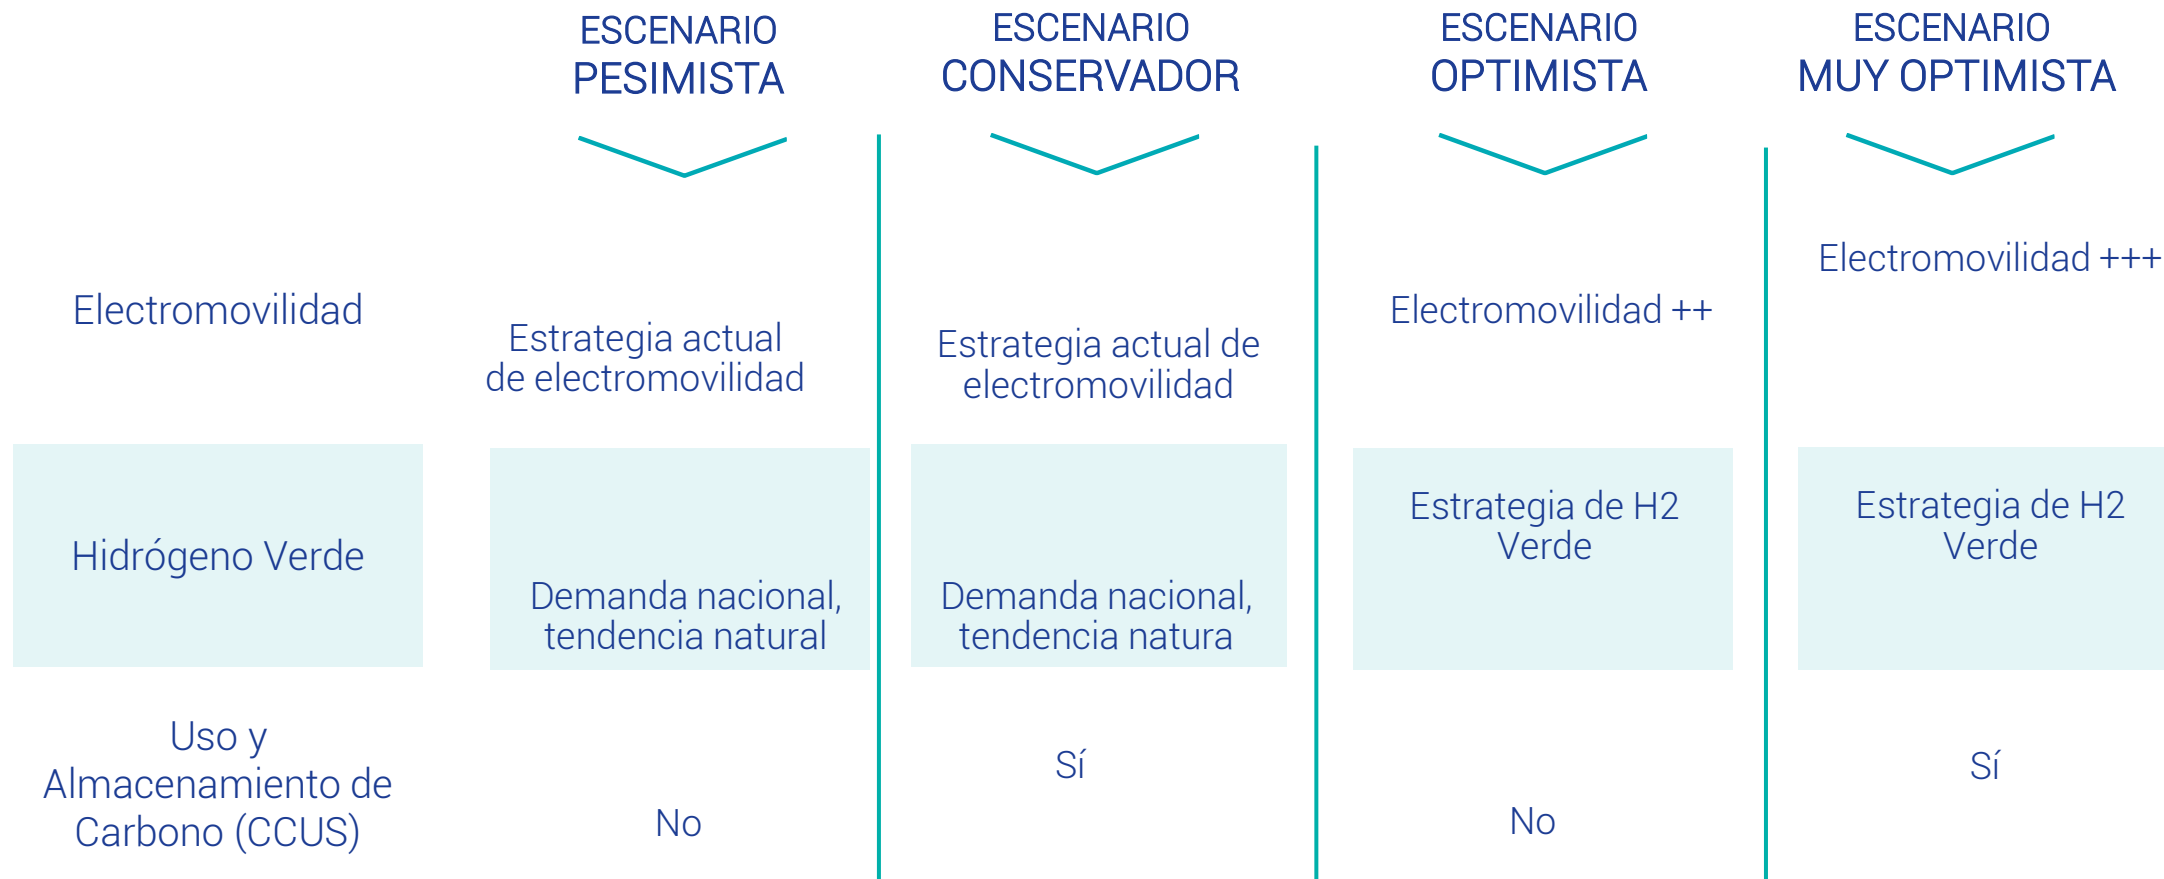 ESCENARIO
PESIMISTA
ESCENARIO
CONSERVADOR
ESCENARIO
OPTIMISTA
ESCENARIO
MUY OPTIMISTA
Electromovilidad
Estrategia actual
de electromovilidad
Estrategia actual de
electromovilidad
Electromovilidad ++
Electromovilidad +++
Hidrógeno Verde
Demanda nacional,
tendencia natural
Demanda nacional,
tendencia natura
Estrategia de H2
Verde
Estrategia de H2
Verde
Uso y
Almacenamiento de
Carbono (CCUS)
No
Sí
No
Sí